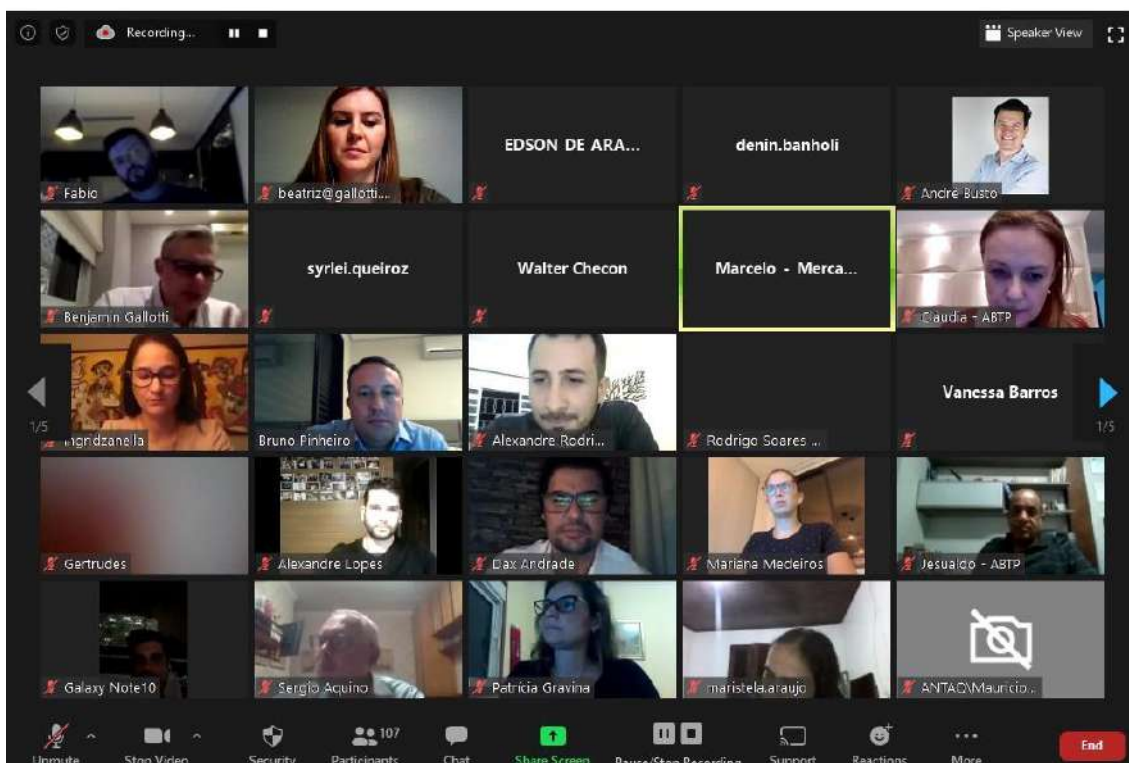 Recording...
Speaker View
Fabio
beatriz@gallotti....
EDSON DE ARA...
denin.banholi
André Busto
Benjamin Gallotti
syrlei.queiroz
Walter Checon
Marcelo - Merca...
Claudia - ABTP
ingridzanella
Bruno Pinheiro
Alexandre Rodri...
Rodrigo Soares ...
Vanessa Barros
1/5
1/5
Gertrudes
Alexandre Lopes
Dax Andrade
Mariana Medeiros
Jesualdo - ABTP
Galaxy Note10
Sergio Aquino
Patrícia Gravina
maristela.araujo
ANTAQ\Mauricio...
107
Unmute
Stop Video
Security
Participants
Chat
Share Screen
Pause/Stop Recording
Support
Reactions
More
End